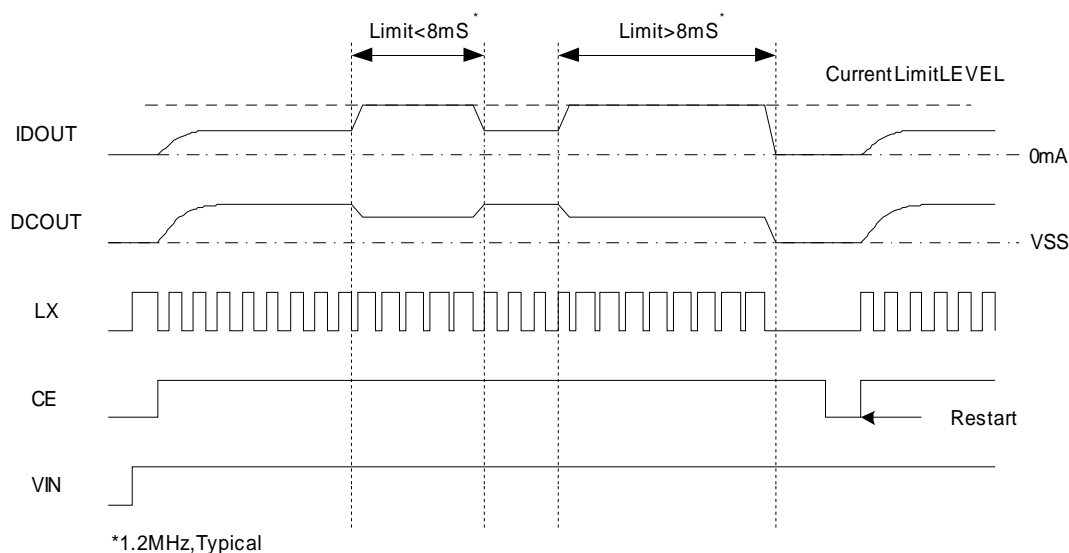 Limit<8mS*
Limit>8mS*
CurrentLimitLEVEL
IDOUT
0mA
DCOUT
VSS
LX
CE
Restart
VIN
*1.2MHz,Typical